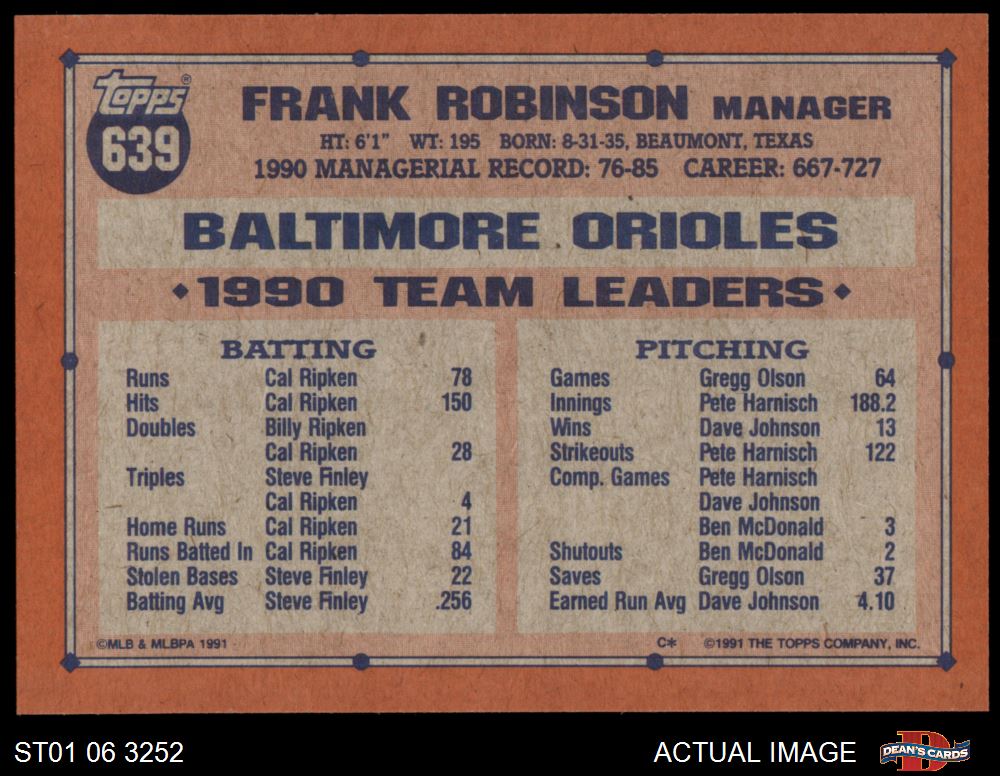 Topps®
639
FRANK ROBINSON MANAGER
HT: 6'1" WT: 195 BORN: 8-31-35, BEAUMONT, TEXAS
1990 MANAGERIAL RECORD: 76-85 CAREER: 667-727
BALTIMORE ORIOLES
◆1990 TEAM LEADERS◆
BATTING
Runs Cal Ripken 78
Hits Cal Ripken 150
Doubles Billy Ripken
Cal Ripken 28
Triples Steve Finley
Cal Ripken 4
Home Runs Cal Ripken 21
Runs Batted In Cal Ripken 84
Stolen Bases Steve Finley 22
Batting Avg Steve Finley .256
PITCHING
Games Gregg Olson 64
Innings Pete Harnisch 188.2
Wins Dave Johnson 13
Strikeouts Pete Harnisch 122
Comp. Games Pete Harnisch
Dave Johnson
Ben McDonald 3
Shutouts Ben McDonald 2
Saves Gregg Olson 37
Earned Run Avg Dave Johnson 4.10
©MLB & MLBPA 1991
C* ©1991 THE TOPPS COMPANY, INC.
ST01 06 3252
ACTUAL IMAGE
D
DEAN'S CARDS